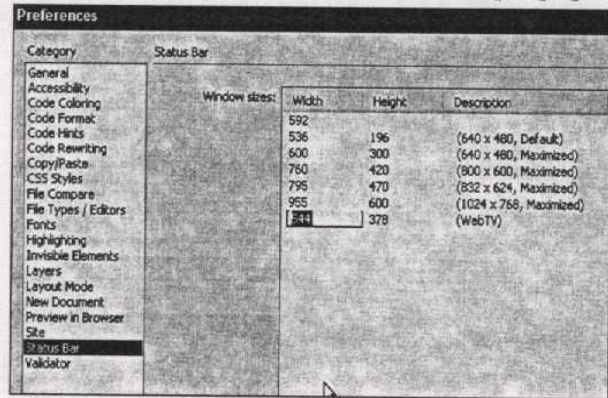 Preferences
Category
Status Bar
General
Accessibility
Code Coloring
Code Format
Code Hints
Code Rewriting
Copy/Paste
CSS Styles
File Compare
File Types / Editors
Fonts
Highlighting
Invisible Elements
Layers
Layout Mode
New Document
Preview in Browser
Site
Status Bar
Validator
Window sizes:
Width Height Description
592
536 196 (640 x 480, Default)
600 300 (640 x 480, Maximized)
760 420 (800 x 600, Maximized)
795 470 (832 x 624, Maximized)
955 600 (1024 x 768, Maximized)
544 378 (WebTV)